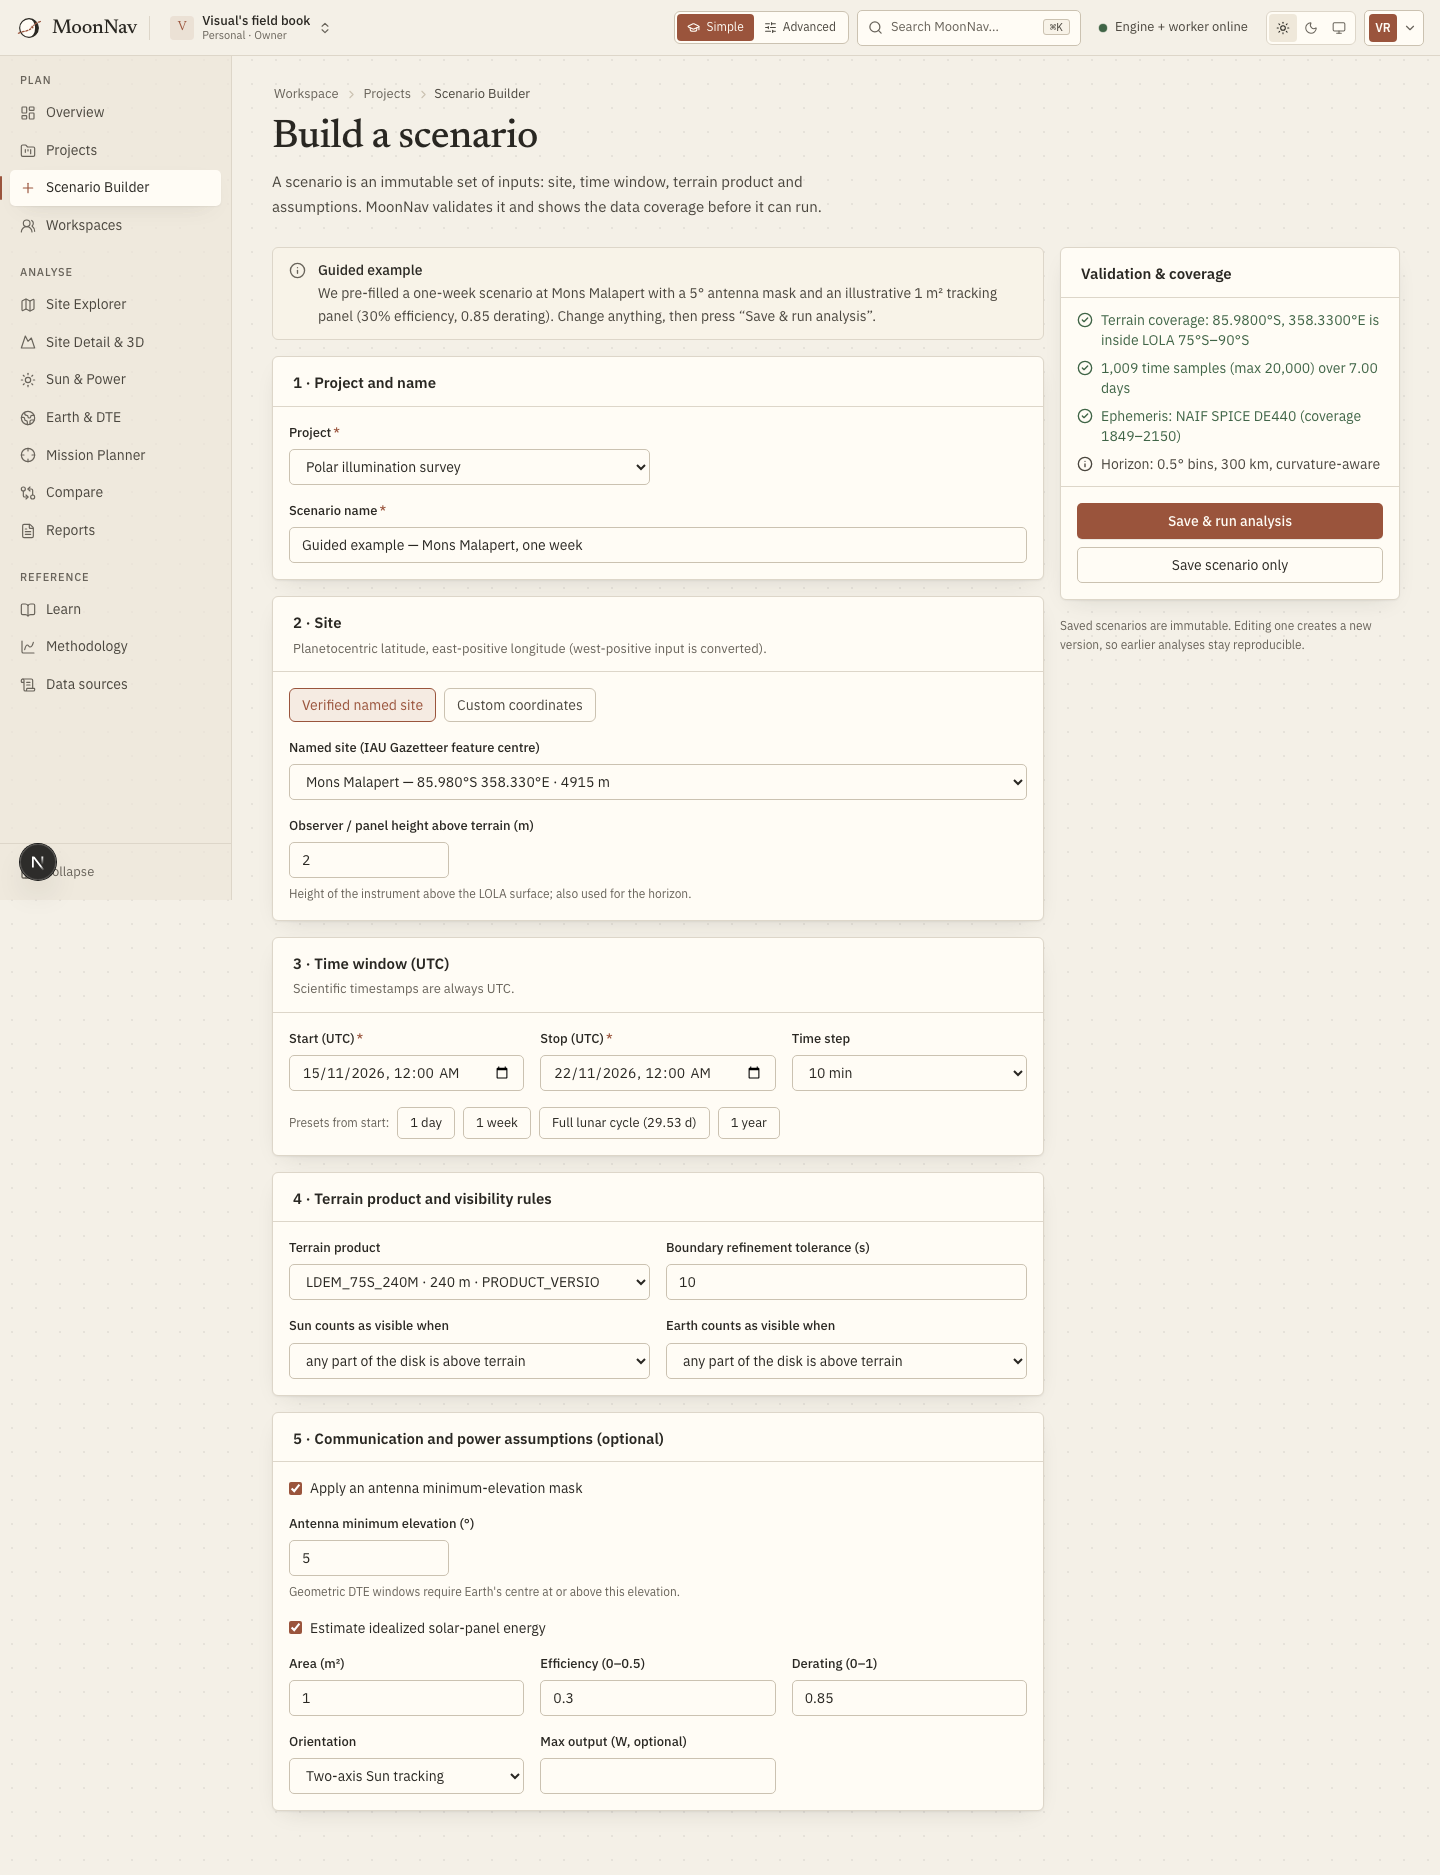 MoonNav
V
Visual's field book
Personal · Owner
Simple
Advanced
Search MoonNav...
⌘K
Engine + worker online
VR
PLAN
Overview
Projects
Scenario Builder
Workspaces
ANALYSE
Site Explorer
Site Detail & 3D
Sun & Power
Earth & DTE
Mission Planner
Compare
Reports
REFERENCE
Learn
Methodology
Data sources
N
ollapse
Workspace
Projects
Scenario Builder
Build a scenario
A scenario is an immutable set of inputs: site, time window, terrain product and
assumptions. MoonNav validates it and shows the data coverage before it can run.
Guided example
We pre-filled a one-week scenario at Mons Malapert with a 5° antenna mask and an illustrative 1 m² tracking
panel (30% efficiency, 0.85 derating). Change anything, then press “Save & run analysis”.
1 · Project and name
Project *
Polar illumination survey
Scenario name *
Guided example — Mons Malapert, one week
2 · Site
Planetocentric latitude, east-positive longitude (west-positive input is converted).
Verified named site
Custom coordinates
Named site (IAU Gazetteer feature centre)
Mons Malapert — 85.980°S 358.330°E · 4915 m
Observer / panel height above terrain (m)
2
Height of the instrument above the LOLA surface; also used for the horizon.
3 · Time window (UTC)
Scientific timestamps are always UTC.
Start (UTC) *
Stop (UTC) *
Time step
15/11/2026, 12:00 AM
22/11/2026, 12:00 AM
10 min
Presets from start:
1 day
1 week
Full lunar cycle (29.53 d)
1 year
4 · Terrain product and visibility rules
Terrain product
Boundary refinement tolerance (s)
LDEM_75S_240M · 240 m · PRODUCT_VERSIO
10
Sun counts as visible when
Earth counts as visible when
any part of the disk is above terrain
any part of the disk is above terrain
5 · Communication and power assumptions (optional)
Apply an antenna minimum-elevation mask
Antenna minimum elevation (°)
5
Geometric DTE windows require Earth's centre at or above this elevation.
Estimate idealized solar-panel energy
Area (m²)
Efficiency (0–0.5)
Derating (0–1)
1
0.3
0.85
Orientation
Max output (W, optional)
Two-axis Sun tracking
Validation & coverage
Terrain coverage: 85.9800°S, 358.3300°E is
inside LOLA 75°S–90°S
1,009 time samples (max 20,000) over 7.00
days
Ephemeris: NAIF SPICE DE440 (coverage
1849–2150)
Horizon: 0.5° bins, 300 km, curvature-aware
Save & run analysis
Save scenario only
Saved scenarios are immutable. Editing one creates a new
version, so earlier analyses stay reproducible.